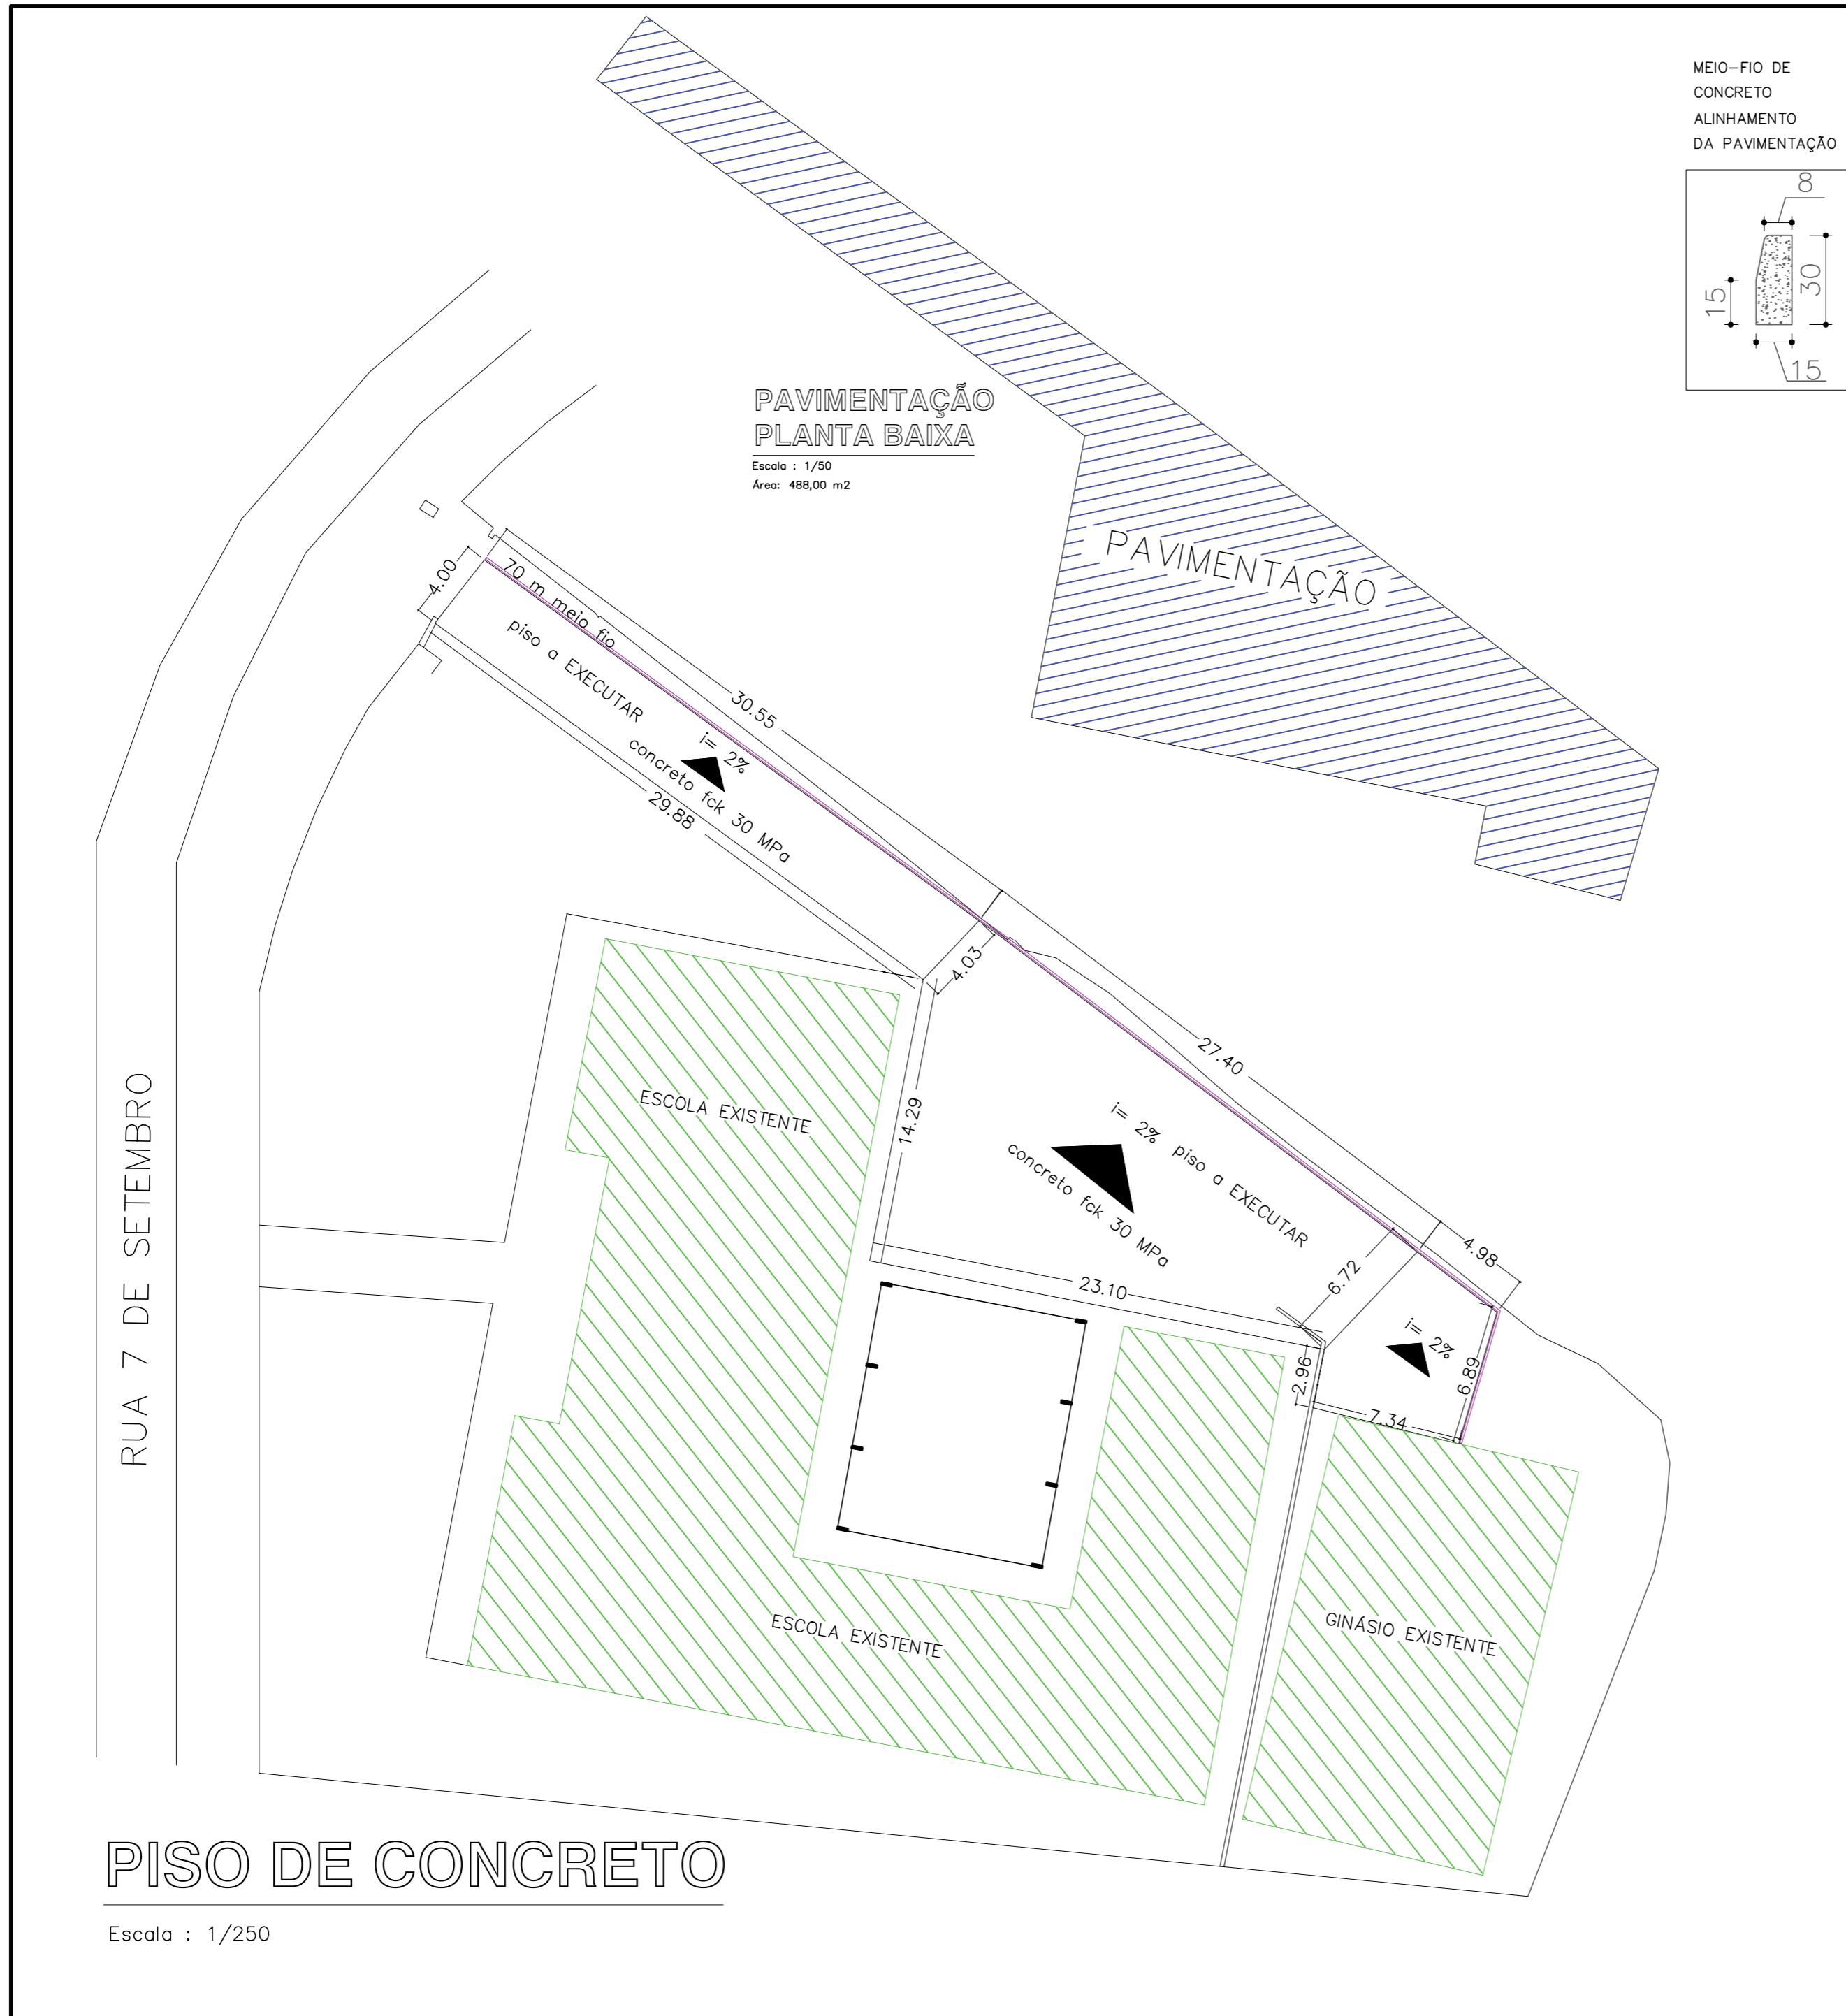 MEIO-FIO DE
CONCRETO
ALINHAMENTO
DA PAVIMENTAÇÃO
8
15
30
15
PAVIMENTAÇÃO
PLANTA BAIXA
Escala : 1/50
Área: 488,00 m2
PAVIMENTAÇÃO
4.00
70 m meio fio
piso a EXECUTAR
30.55
i= 2%
concreto fck 30 MPa
29.88
4.03
27.40
14.29
ESCOLA EXISTENTE
i= 2% piso a EXECUTAR
concreto fck 30 MPa
4.98
6.72
23.10
i= 2%
2.96
6.89
7.34
RUA 7 DE SETEMBRO
ESCOLA EXISTENTE
GINÁSIO EXISTENTE
PISO DE CONCRETO
Escala : 1/250